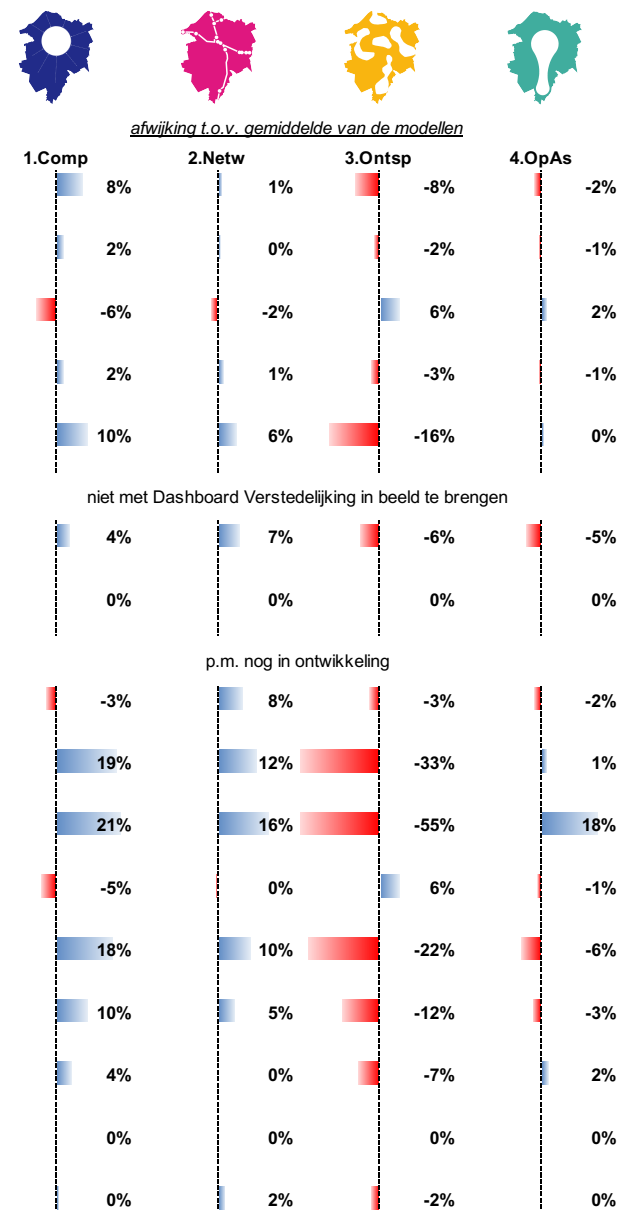 afwijking t.o.v. gemiddelde van de modellen
1.Comp 2.Netw 3.Ontsp 4.OpAs
8% 1% -8% -2%
2% 0% -2% -1%
-6% -2% 6% 2%
2% 1% -3% -1%
10% 6% -16% 0%
niet met Dashboard Verstedelijking in beeld te brengen
4% 7% -6% -5%
0% 0% 0% 0%
p.m. nog in ontwikkeling
-3% 8% -3% -2%
19% 12% -33% 1%
21% 16% -55% 18%
-5% 0% 6% -1%
18% 10% -22% -6%
10% 5% -12% -3%
4% 0% -7% 2%
0% 0% 0% 0%
0% 2% -2% 0%